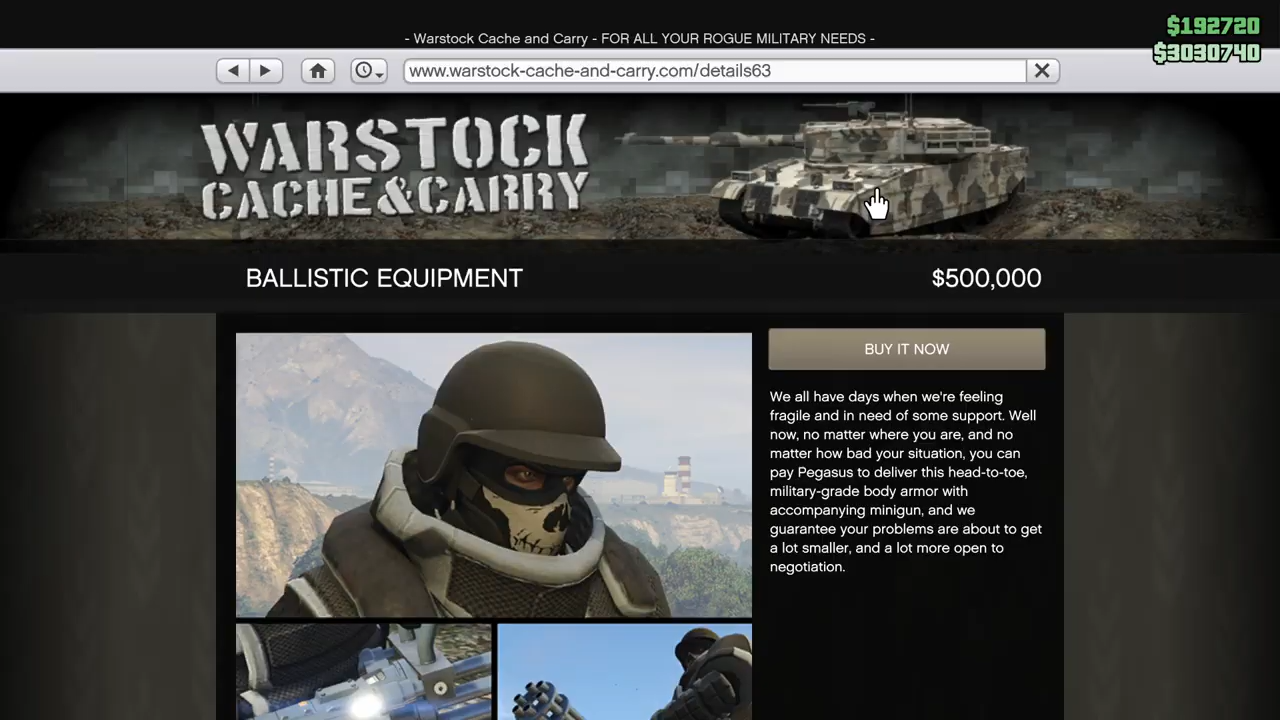 $192720
- Warstock Cache and Carry - FOR ALL YOUR ROGUE MILITARY NEEDS -
$3030740
www.warstock-cache-and-carry.com/details63
WARSTOCK
CACHE&CARRY
BALLISTIC EQUIPMENT
$500,000
BUY IT NOW
We all have days when we're feeling
fragile and in need of some support. Well
now, no matter where you are, and no
matter how bad your situation, you can
pay Pegasus to deliver this head-to-toe,
military-grade body armor with
accompanying minigun, and we
guarantee your problems are about to get
a lot smaller, and a lot more open to
negotiation.